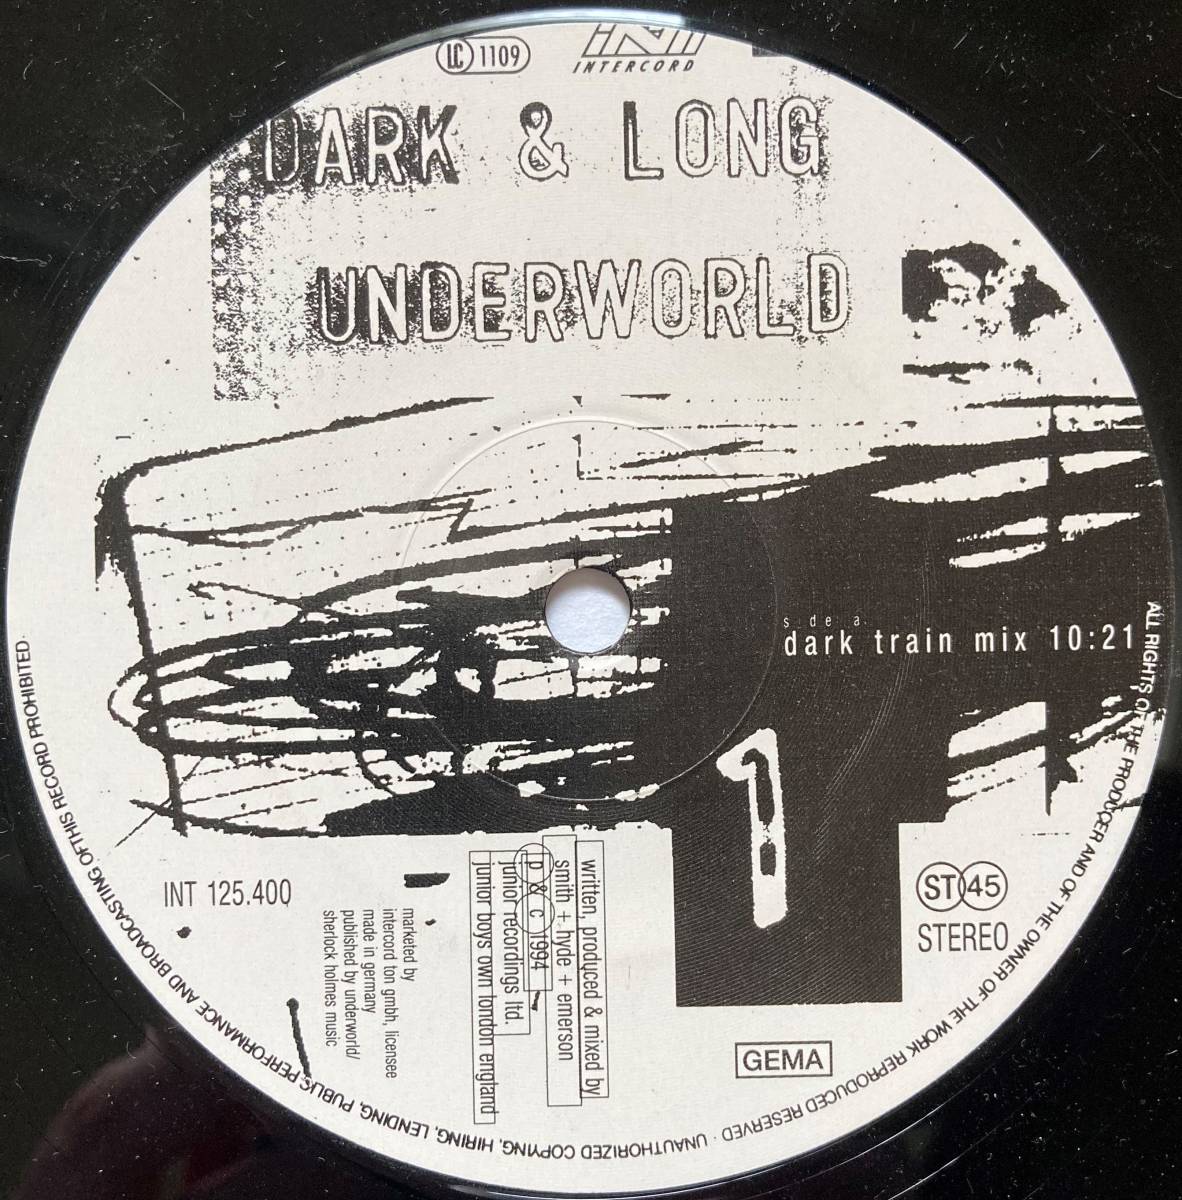 LC 1109
INT
INTERCORD
DARK & LONG
UNDERWORLD
s de a
dark train mix 10:21
1
INT 125.400
ST 45
STEREO
GEMA
written, produced & mixed by
smith + hyde + emerson
p & c 1994
junior recordings ltd.
junior boys own london england
marketed by
intercord ton gmbh, licensee
made in germany
published by underworld/
sherlock holmes music
ALL RIGHTS OF THE PRODUCER AND OF THE OWNER OF THE WORK REPRODUCED RESERVED · UNAUTHORIZED COPYING, HIRING, LENDING, PUBLIC PERFORMANCE AND BROADCASTING OF THIS RECORD PROHIBITED.